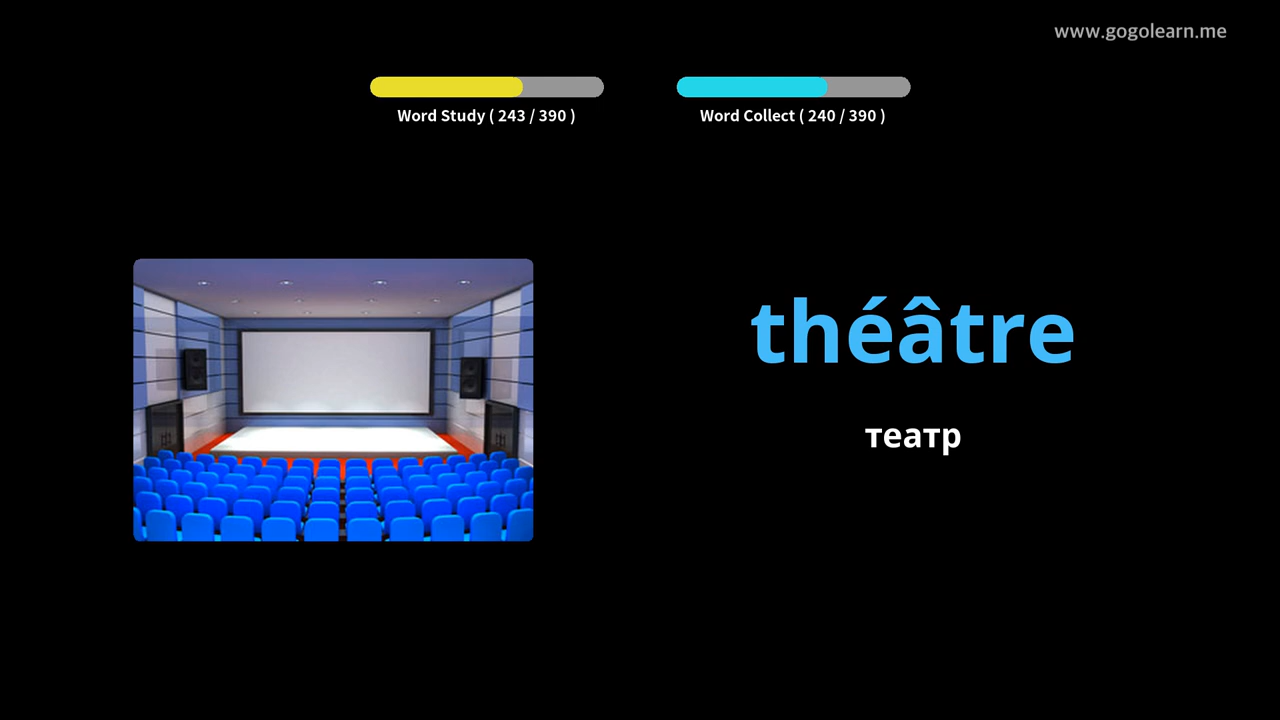 www.gogolearn.me
Word Study ( 243 / 390 )
Word Collect ( 240 / 390 )
théâtre
театр